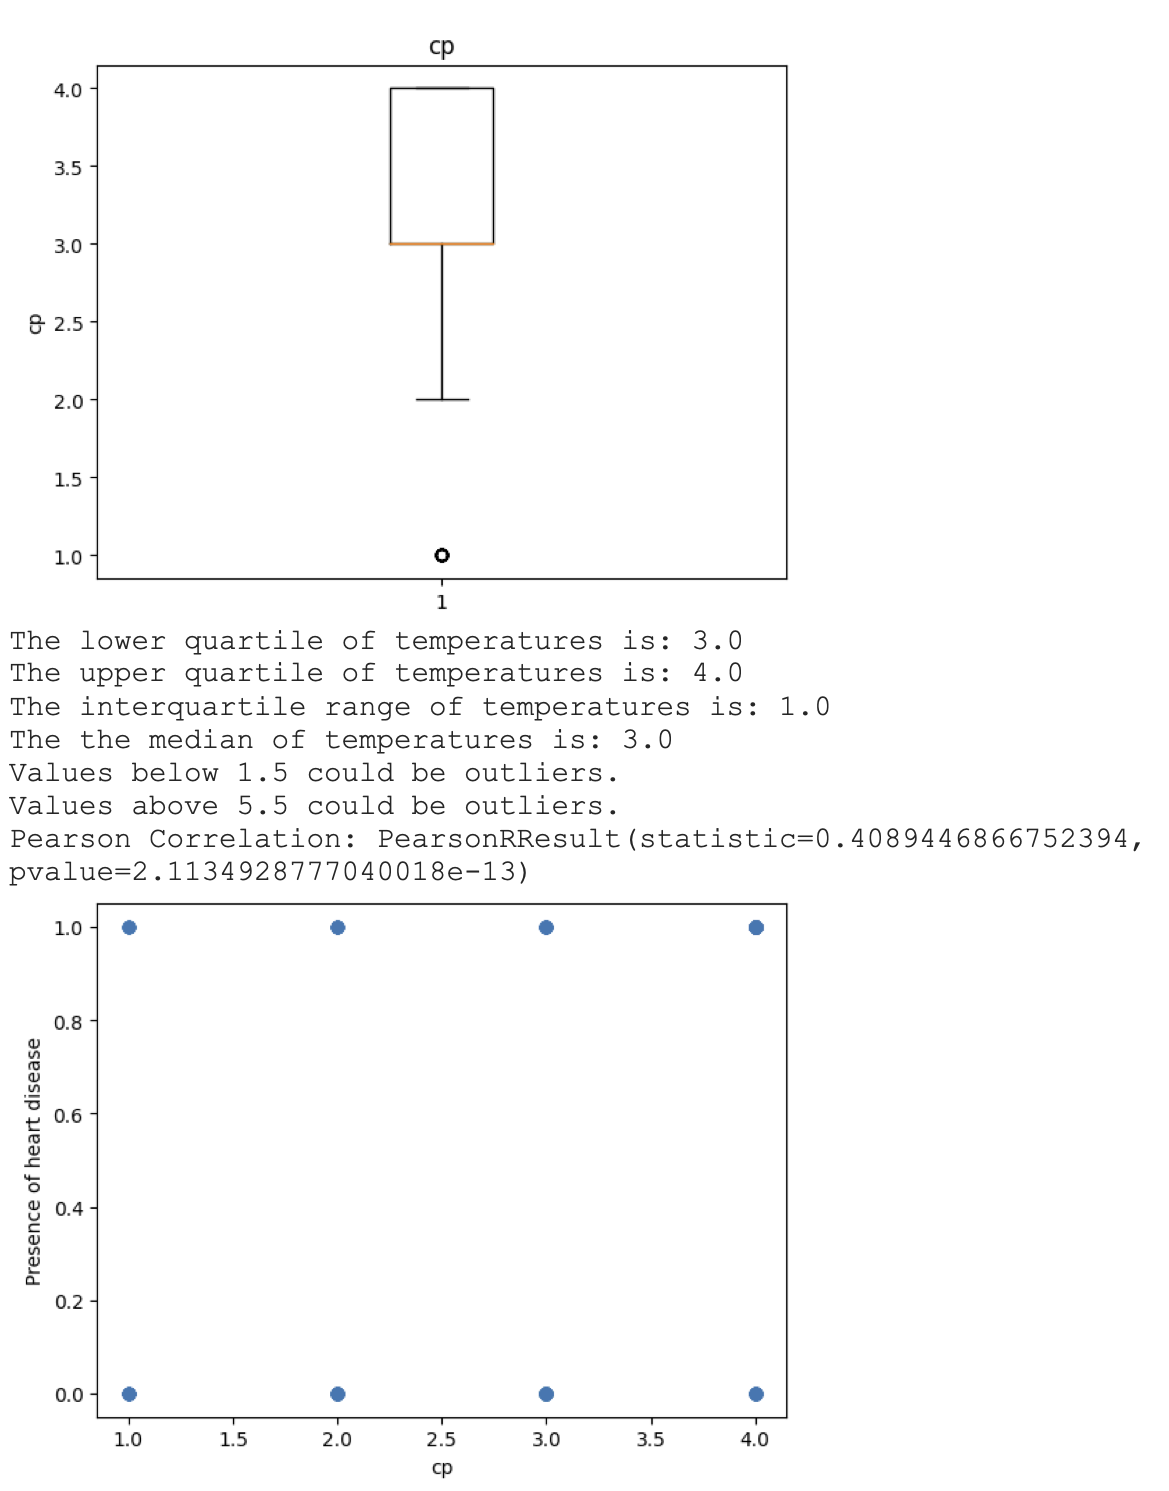 cp
4.0
3.5
3.0
2.5
2.0
1.5
1.0
cp
1
The lower quartile of temperatures is: 3.0
The upper quartile of temperatures is: 4.0
The interquartile range of temperatures is: 1.0
The the median of temperatures is: 3.0
Values below 1.5 could be outliers.
Values above 5.5 could be outliers.
Pearson Correlation: PearsonRResult(statistic=0.4089446866752394,
pvalue=2.1134928777040018e-13)
1.0
0.8
0.6
0.4
0.2
0.0
Presence of heart disease
1.0 1.5 2.0 2.5 3.0 3.5 4.0
cp